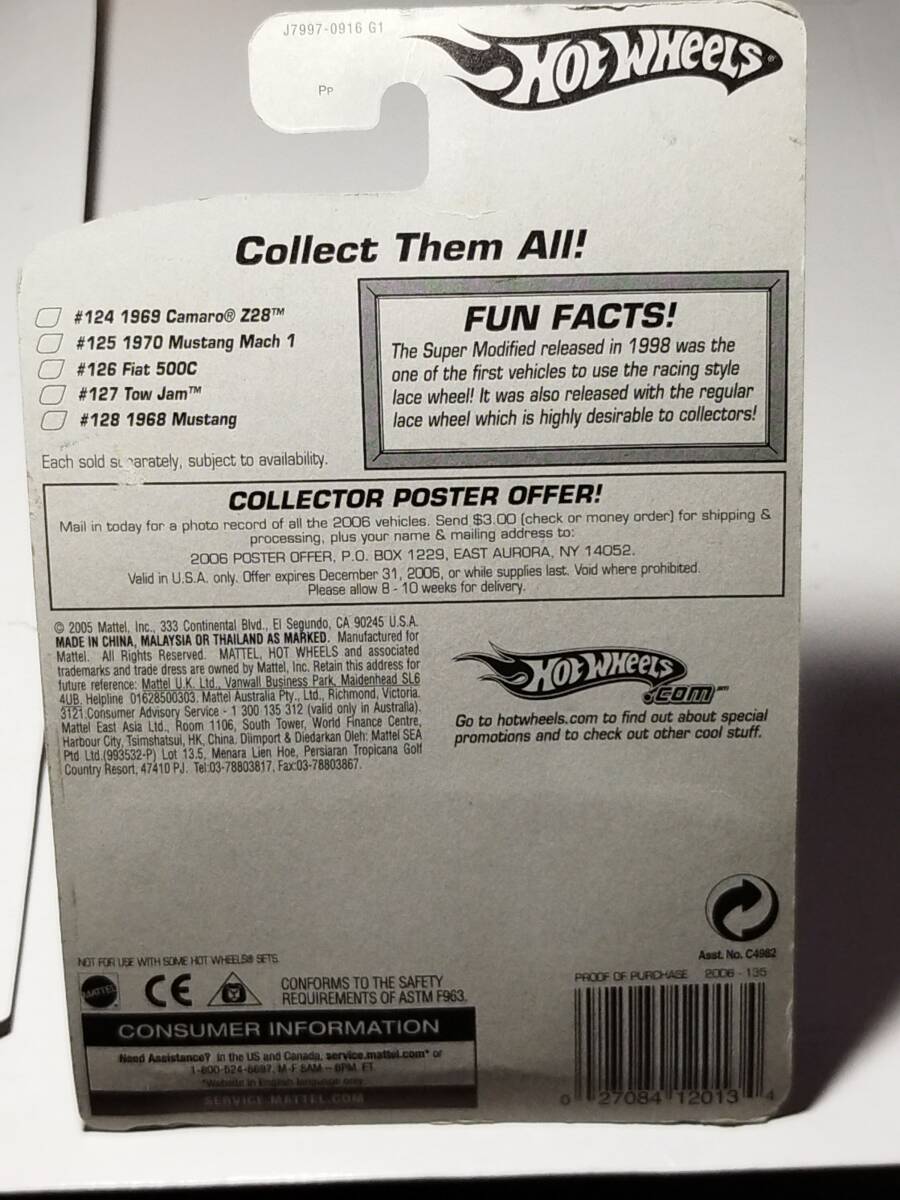 J7997-0916 G1
Pp
HOT WHEELS®
Collect Them All!
#124 1969 Camaro® Z28™
#125 1970 Mustang Mach 1
#126 Fiat 500C
#127 Tow Jam™
#128 1968 Mustang
Each sold separately, subject to availability.
FUN FACTS!
The Super Modified released in 1998 was the
one of the first vehicles to use the racing style
lace wheel! It was also released with the regular
lace wheel which is highly desirable to collectors!
COLLECTOR POSTER OFFER!
Mail in today for a photo record of all the 2006 vehicles. Send $3.00 (check or money order) for shipping &
processing, plus your name & mailing address to:
2006 POSTER OFFER, P.O. BOX 1229, EAST AURORA, NY 14052.
Valid in U.S.A. only. Offer expires December 31, 2006, or while supplies last. Void where prohibited.
Please allow 8 - 10 weeks for delivery.
© 2005 Mattel, Inc., 333 Continental Blvd., El Segundo, CA 90245 U.S.A.
MADE IN CHINA, MALAYSIA OR THAILAND AS MARKED. Manufactured for
Mattel. All Rights Reserved. MATTEL, HOT WHEELS and associated
trademarks and trade dress are owned by Mattel, Inc. Retain this address for
future reference: Mattel U.K. Ltd., Vanwall Business Park, Maidenhead SL6
4UB. Helpline 01628500303. Mattel Australia Pty., Ltd., Richmond, Victoria.
3121.Consumer Advisory Service - 1 300 135 312 (valid only in Australia).
Mattel East Asia Ltd., Room 1106, South Tower, World Finance Centre,
Harbour City, Tsimshatsui, HK, China. Diimport & Diedarkan Oleh: Mattel SEA
Ptd Ltd.(993532-P) Lot 13.5, Menara Lien Hoe, Persiaran Tropicana Golf
Country Resort, 47410 PJ. Tel:03-78803817, Fax:03-78803867.
HOT WHEELS
.COM™
Go to hotwheels.com to find out about special
promotions and to check out other cool stuff.
Asst. No. C4982
NOT FOR USE WITH SOME HOT WHEELS® SETS.
MATTEL
CE
CONFORMS TO THE SAFETY
REQUIREMENTS OF ASTM F963.
PROOF OF PURCHASE 2006 - 135
CONSUMER INFORMATION
Need Assistance? In the US and Canada, service.mattel.com* or
1-800-524-8697, M-F 8AM – 6PM, ET.
*Website in English language only
SERVICE.MATTEL.COM
0 27084 12013 4